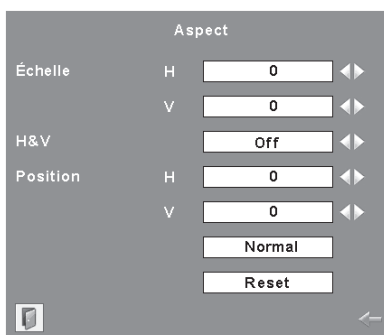 Aspect
Échelle H 0
V 0
H&V Off
Position H 0
V 0
Normal
Reset